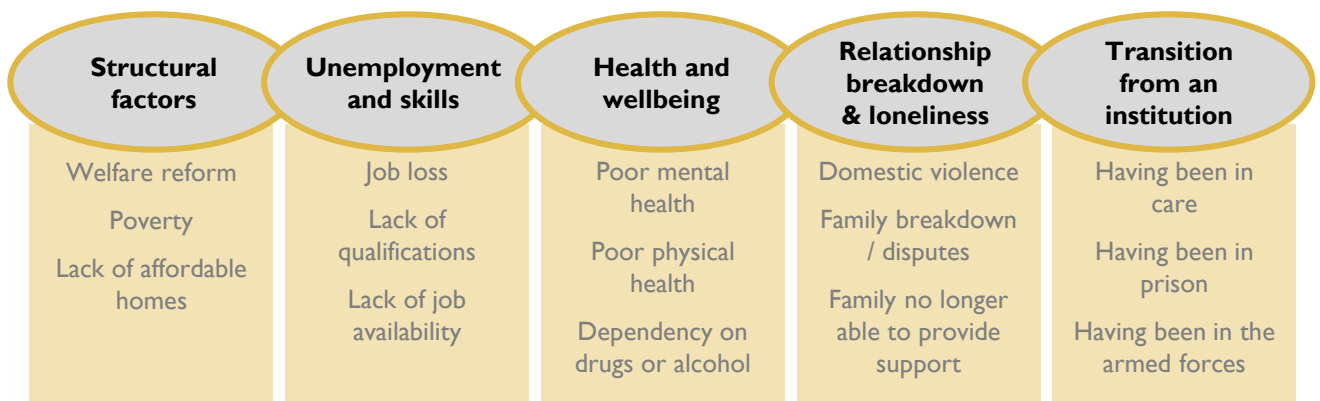 Structural
factors
Welfare reform
Poverty
Lack of affordable
homes
Unemployment
and skills
Job loss
Lack of
qualifications
Lack of job
availability
Health and
wellbeing
Poor mental
health
Poor physical
health
Dependency on
drugs or alcohol
Relationship
breakdown
& loneliness
Domestic violence
Family breakdown
/ disputes
Family no longer
able to provide
support
Transition
from an
institution
Having been in
care
Having been in
prison
Having been in the
armed forces